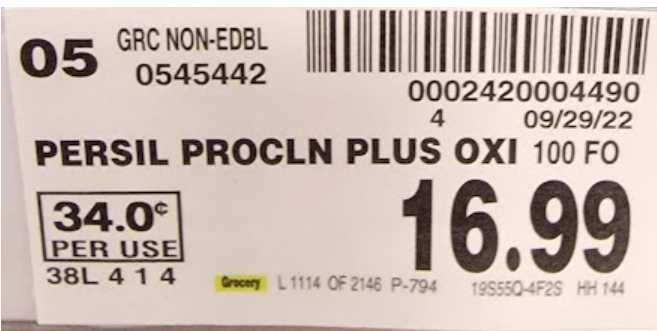 05 GRC NON-EDBL
0545442
0002420004490
4 09/29/22
PERSIL PROCLN PLUS OXI 100 FO
34.0¢ 16.99
PER USE
38L 4 1 4
Grocery L 1114 OF 2146 P-794 19S55Q-4F2S HH 144